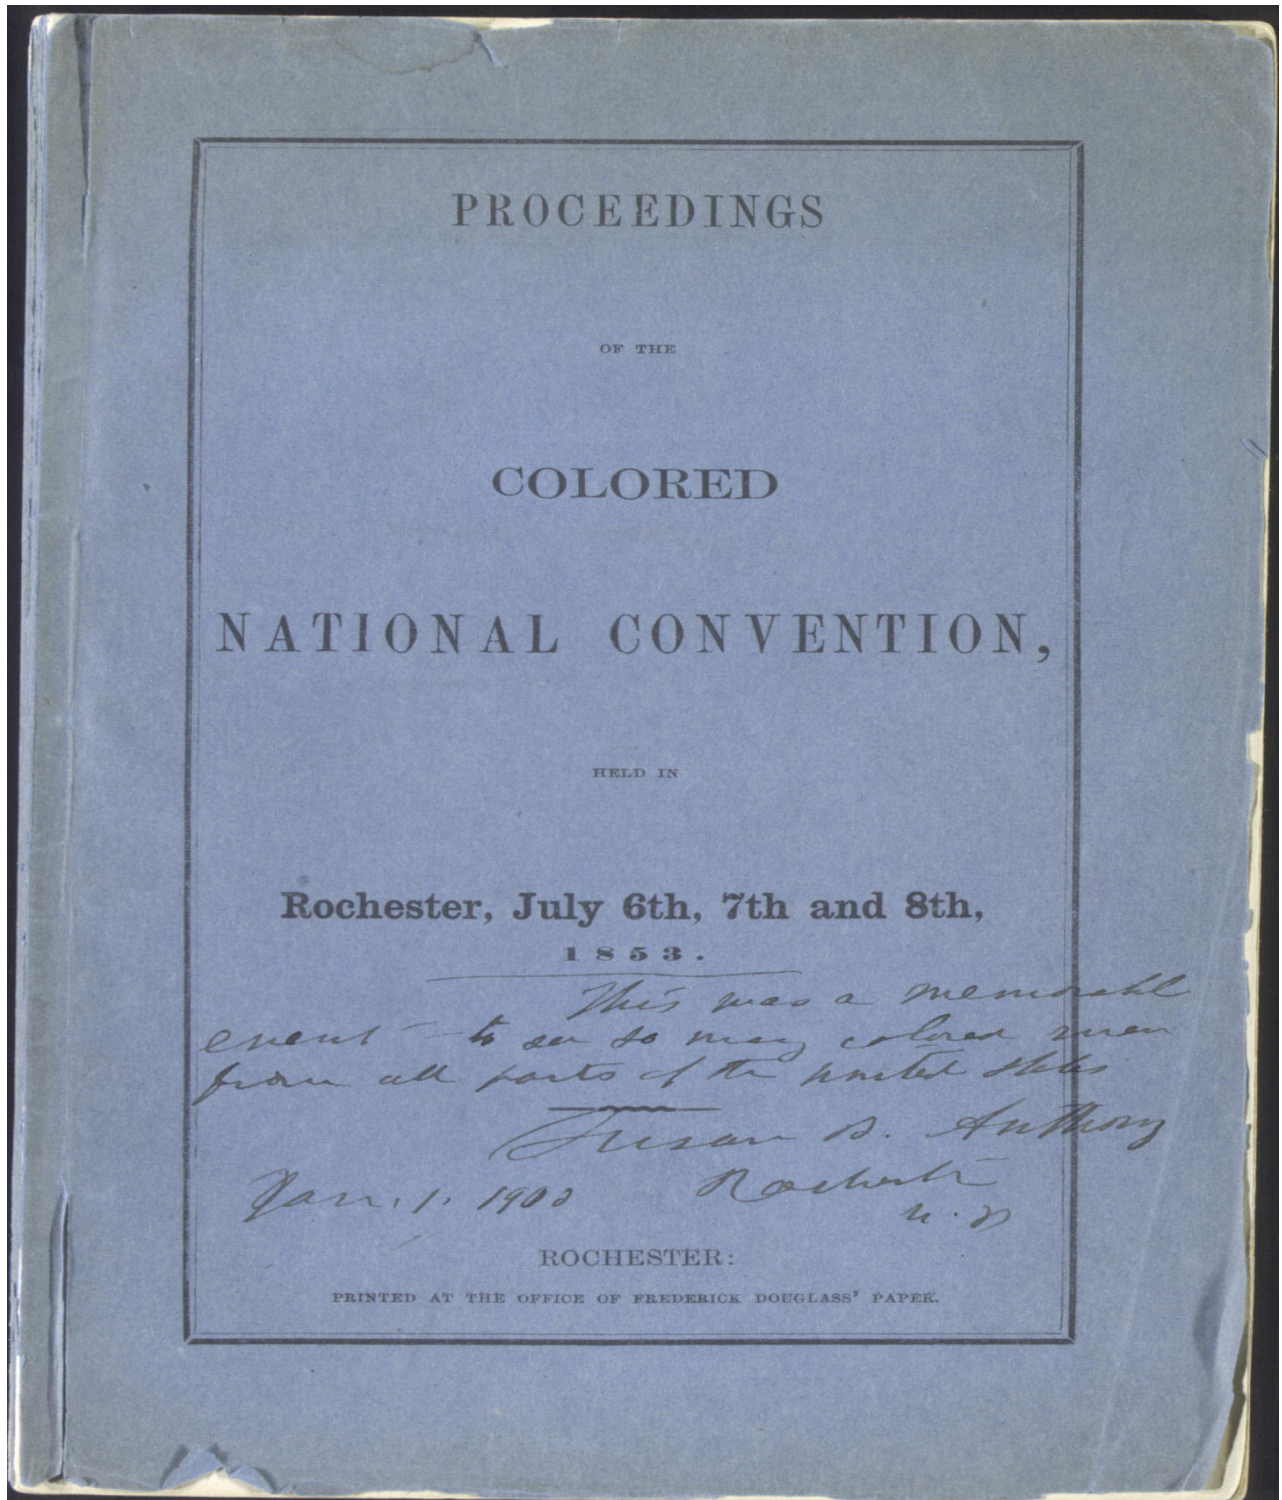 PROCEEDINGS
OF THE
COLORED
NATIONAL CONVENTION,
HELD IN
Rochester, July 6th, 7th and 8th,
1853.
This was a memorable
event — to see so many colored men
from all parts of the united states
Susan B. Anthony
Jan. 1. 1903 Rochester
N. Y
ROCHESTER:
PRINTED AT THE OFFICE OF FREDERICK DOUGLASS' PAPER.